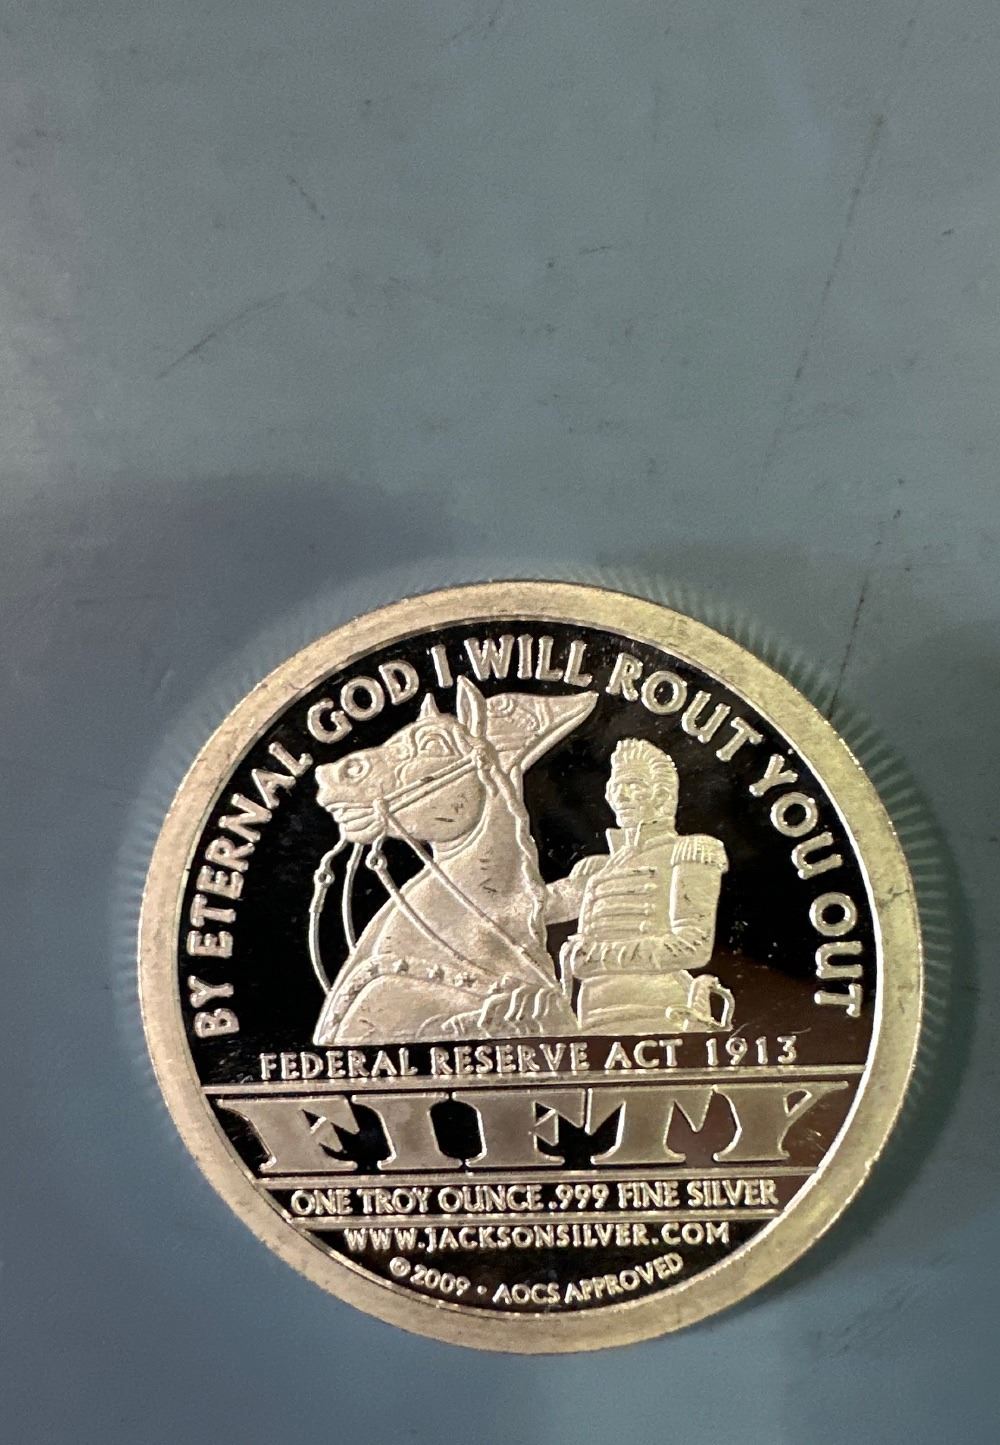 BY ETERNAL GOD I WILL ROUT YOU OUT
FEDERAL RESERVE ACT 1913
FIFTY
ONE TROY OUNCE .999 FINE SILVER
WWW.JACKSONSILVER.COM
©2009 · AOCS APPROVED